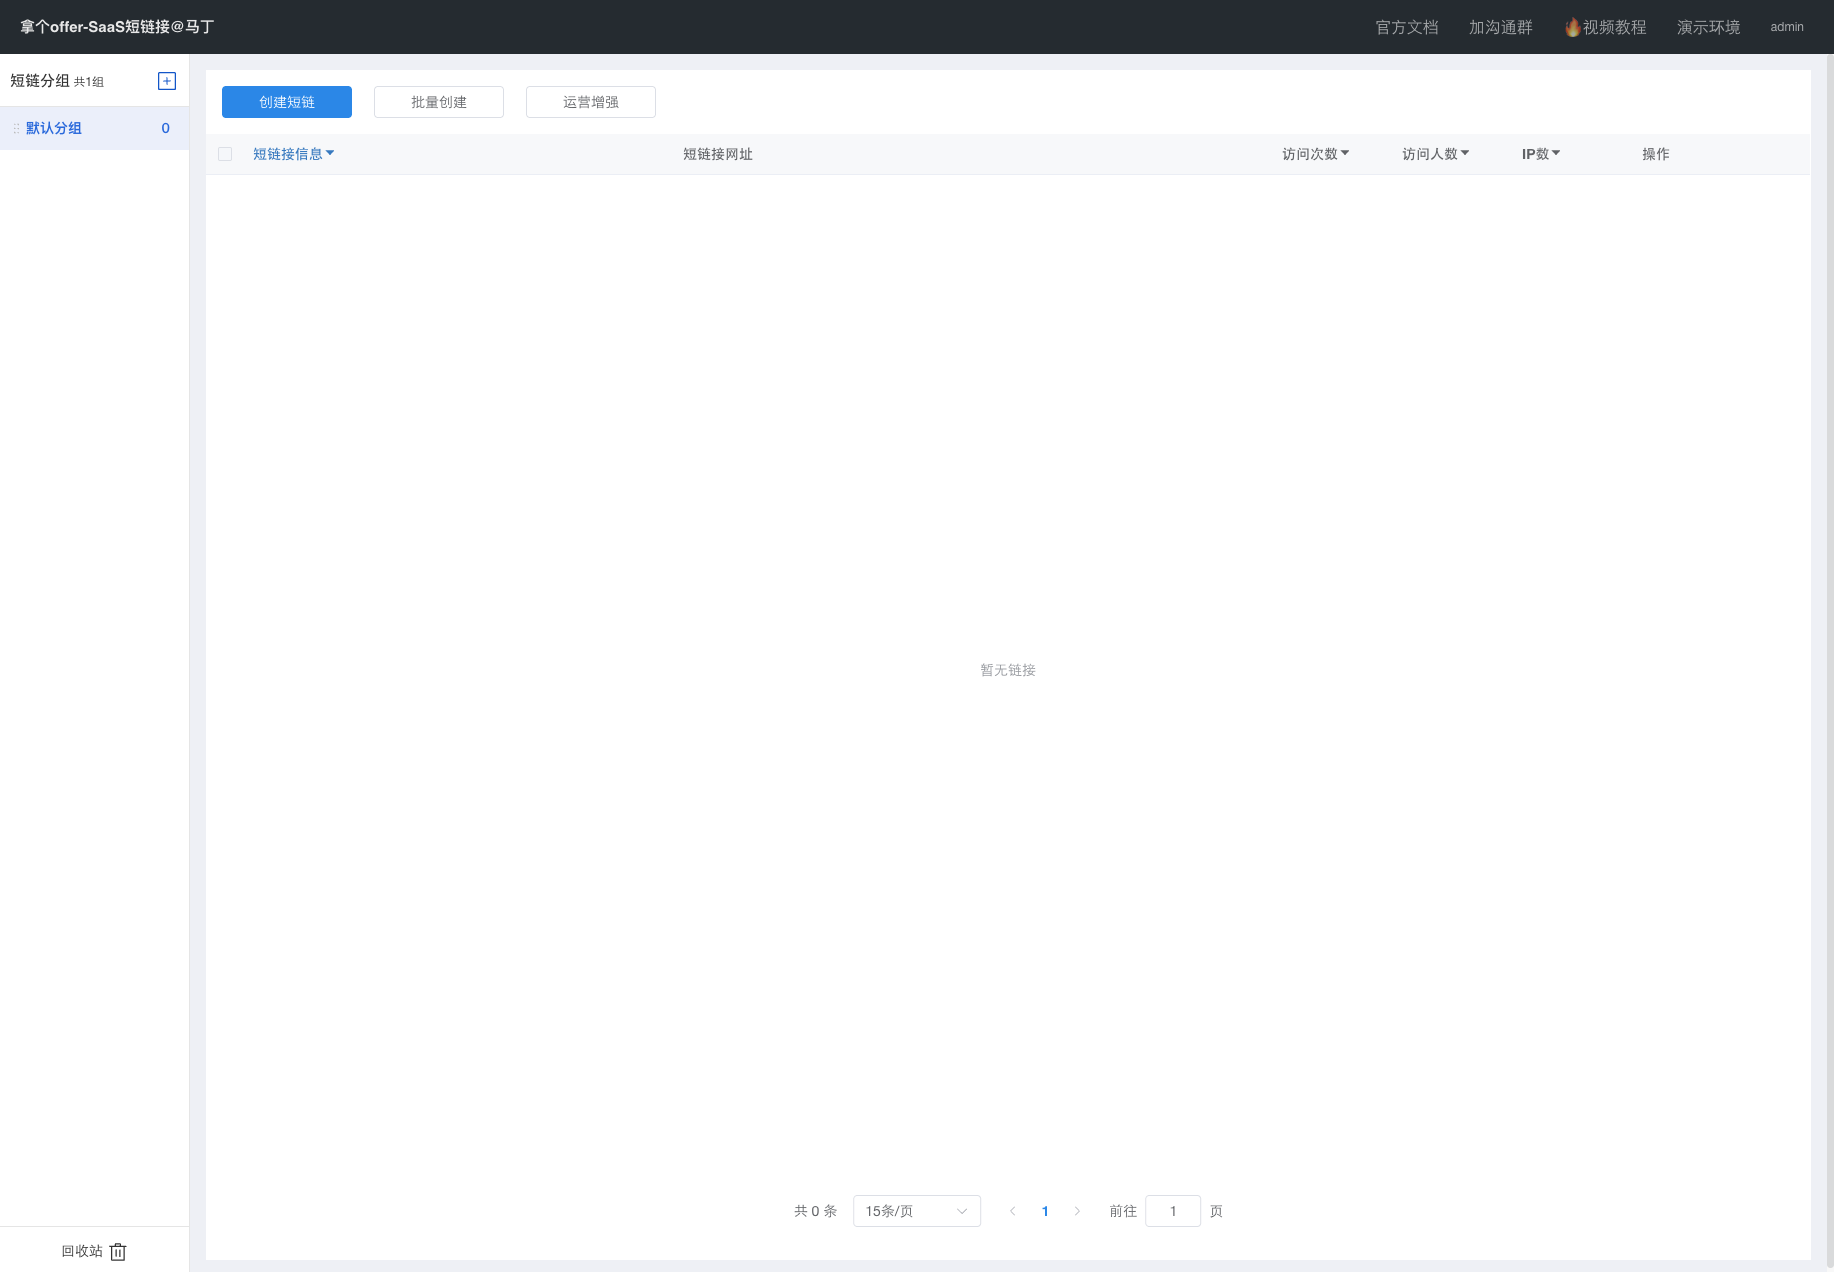 拿个offer-SaaS短链接@马丁
官方文档 加沟通群 🔥视频教程 演示环境 admin
短链分组 共1组
默认分组 0
创建短链 批量创建 运营增强
短链接信息 短链接网址 访问次数 访问人数 IP数 操作
暂无链接
共 0 条 15条/页 1 前往 1 页
回收站